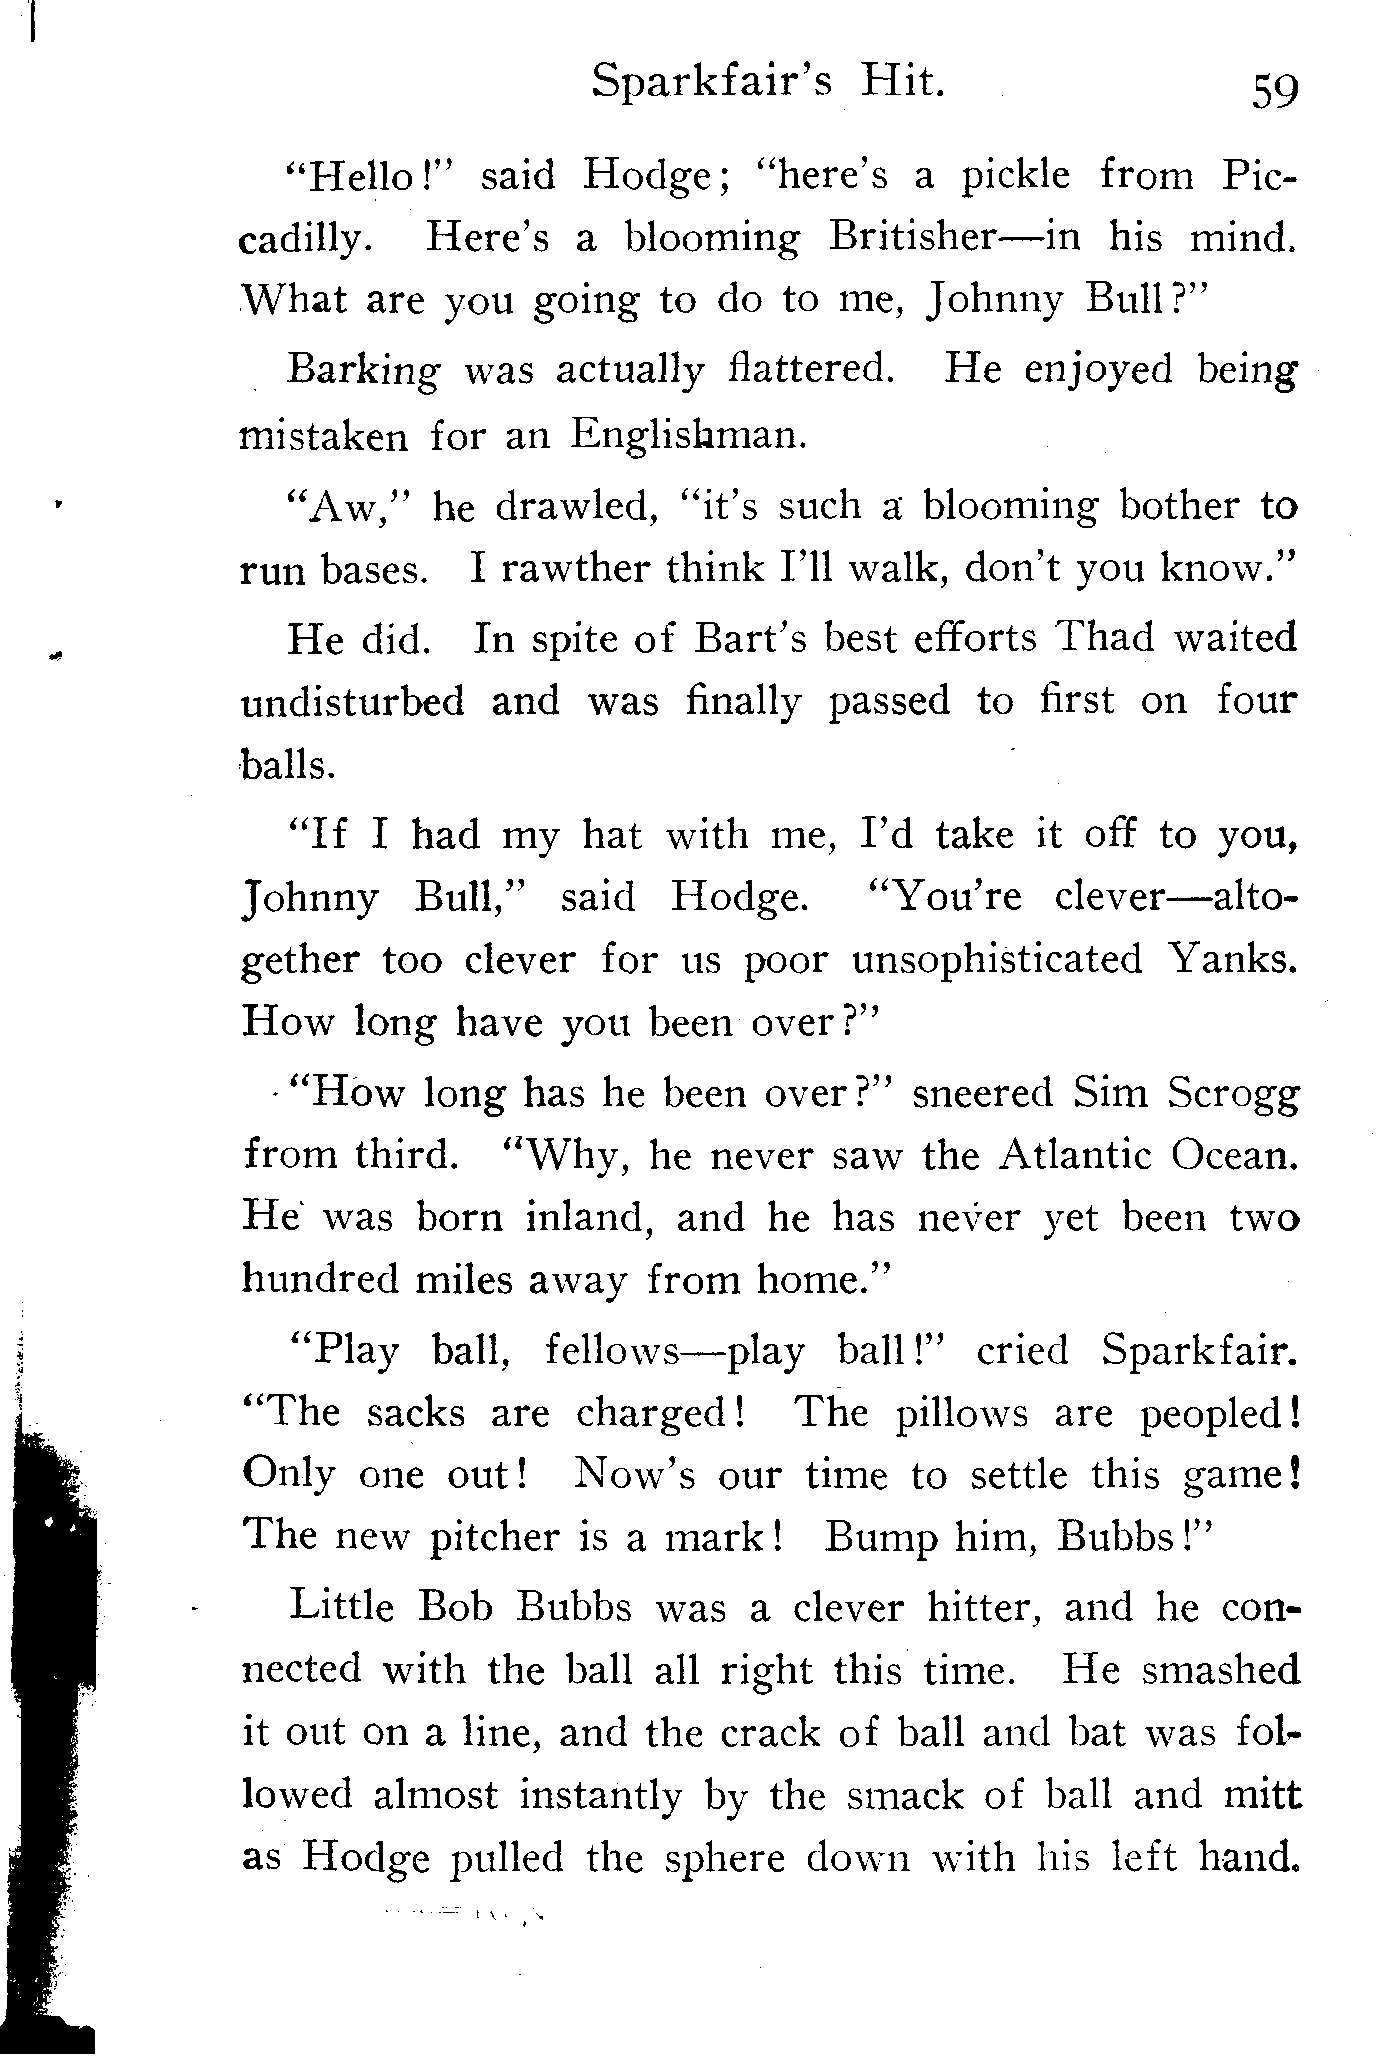 Sparkfair's Hit. 59
"Hello!" said Hodge; "here's a pickle from Pic-
cadilly. Here's a blooming Britisher—in his mind.
What are you going to do to me, Johnny Bull?"
Barking was actually flattered. He enjoyed being
mistaken for an Englishman.
"Aw," he drawled, "it's such a blooming bother to
run bases. I rawther think I'll walk, don't you know."
He did. In spite of Bart's best efforts Thad waited
undisturbed and was finally passed to first on four
balls.
"If I had my hat with me, I'd take it off to you,
Johnny Bull," said Hodge. "You're clever—alto-
gether too clever for us poor unsophisticated Yanks.
How long have you been over?"
"How long has he been over?" sneered Sim Scrogg
from third. "Why, he never saw the Atlantic Ocean.
He was born inland, and he has never yet been two
hundred miles away from home."
"Play ball, fellows—play ball!" cried Sparkfair.
"The sacks are charged! The pillows are peopled!
Only one out! Now's our time to settle this game!
The new pitcher is a mark! Bump him, Bubbs!"
Little Bob Bubbs was a clever hitter, and he con-
nected with the ball all right this time. He smashed
it out on a line, and the crack of ball and bat was fol-
lowed almost instantly by the smack of ball and mitt
as Hodge pulled the sphere down with his left hand.